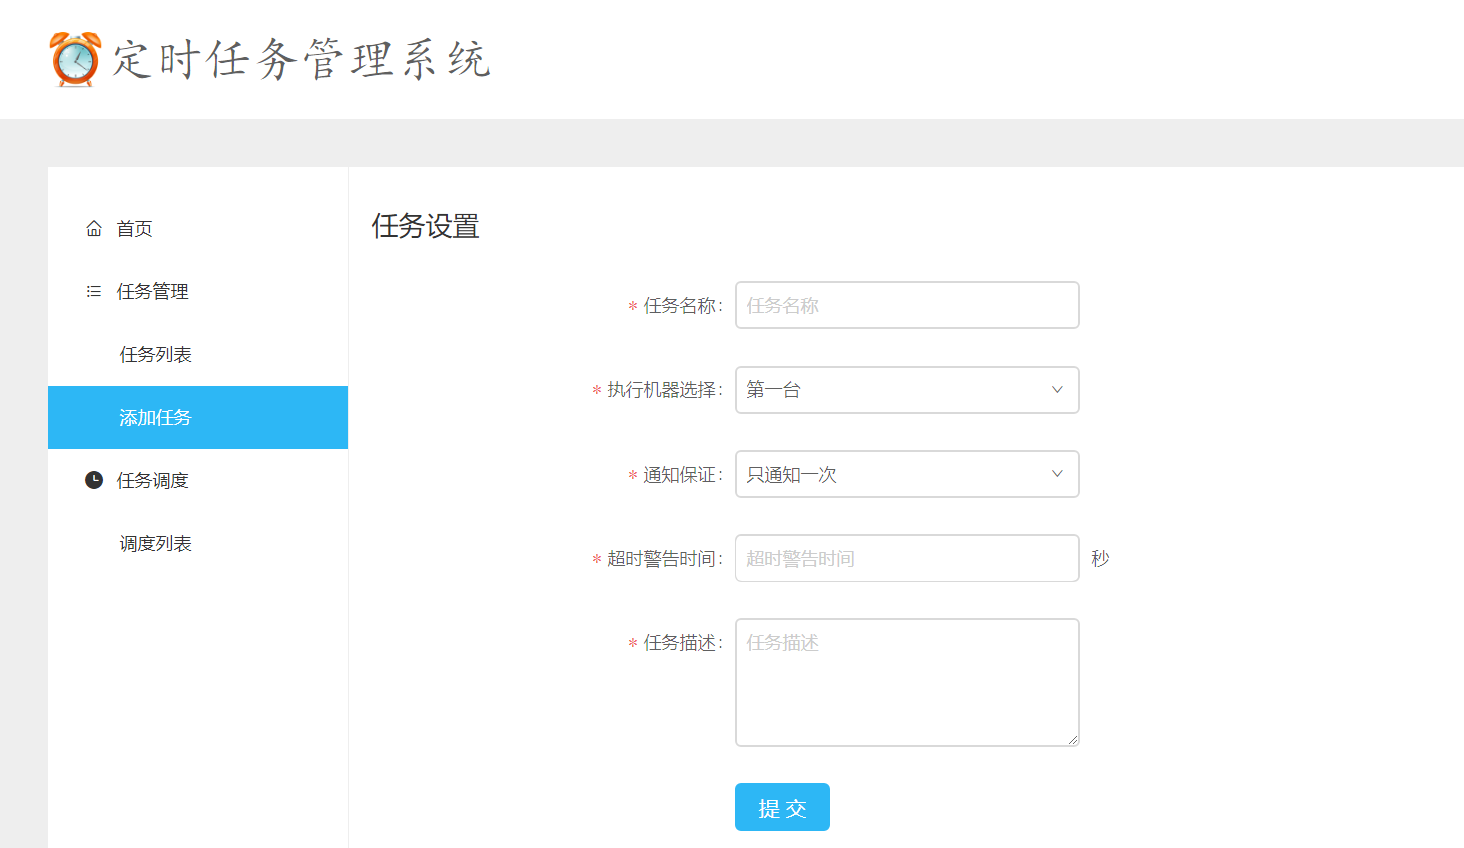 定时任务管理系统
首页
任务管理
任务列表
添加任务
任务调度
调度列表
任务设置
* 任务名称: 任务名称
* 执行机器选择: 第一台
* 通知保证: 只通知一次
* 超时警告时间: 超时警告时间 秒
* 任务描述: 任务描述
提 交